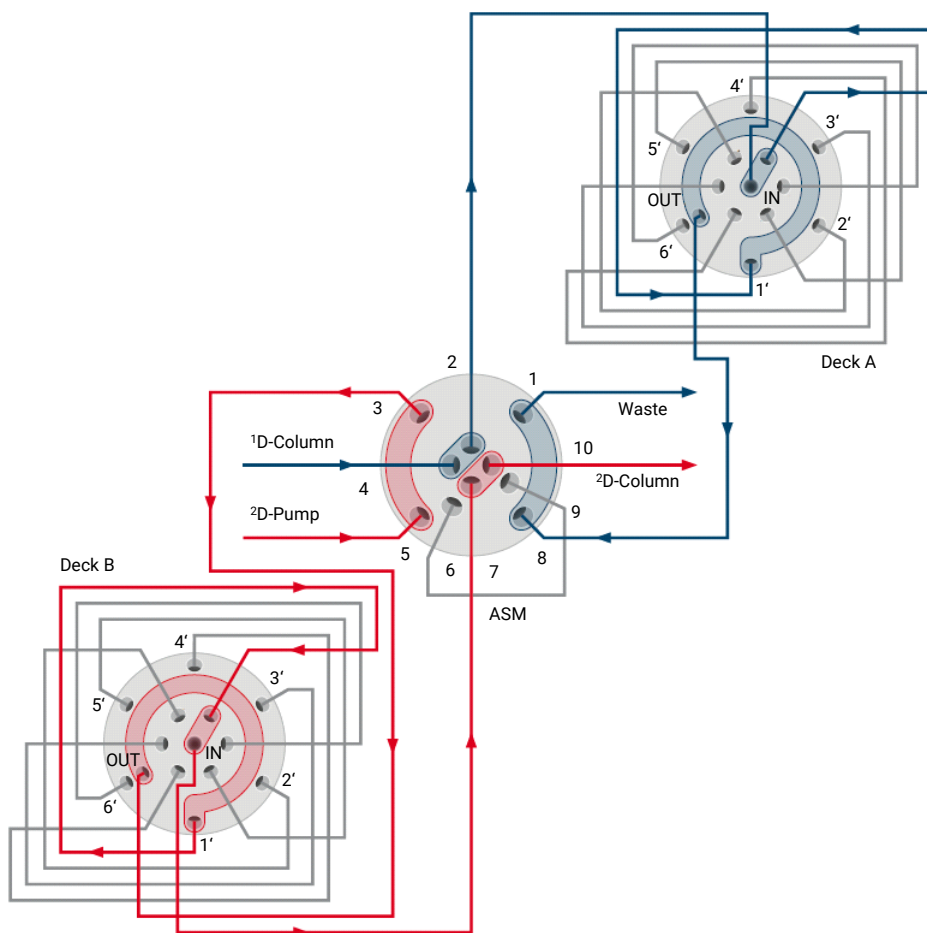 4‘
3‘
5‘
OUT
IN
2‘
6‘
1‘
Deck A
2
1
3
Waste
¹D-Column
10
4
²D-Column
²D-Pump
9
5
6
7
8
Deck B
ASM
4‘
3‘
5‘
OUT
IN
2‘
6‘
1‘